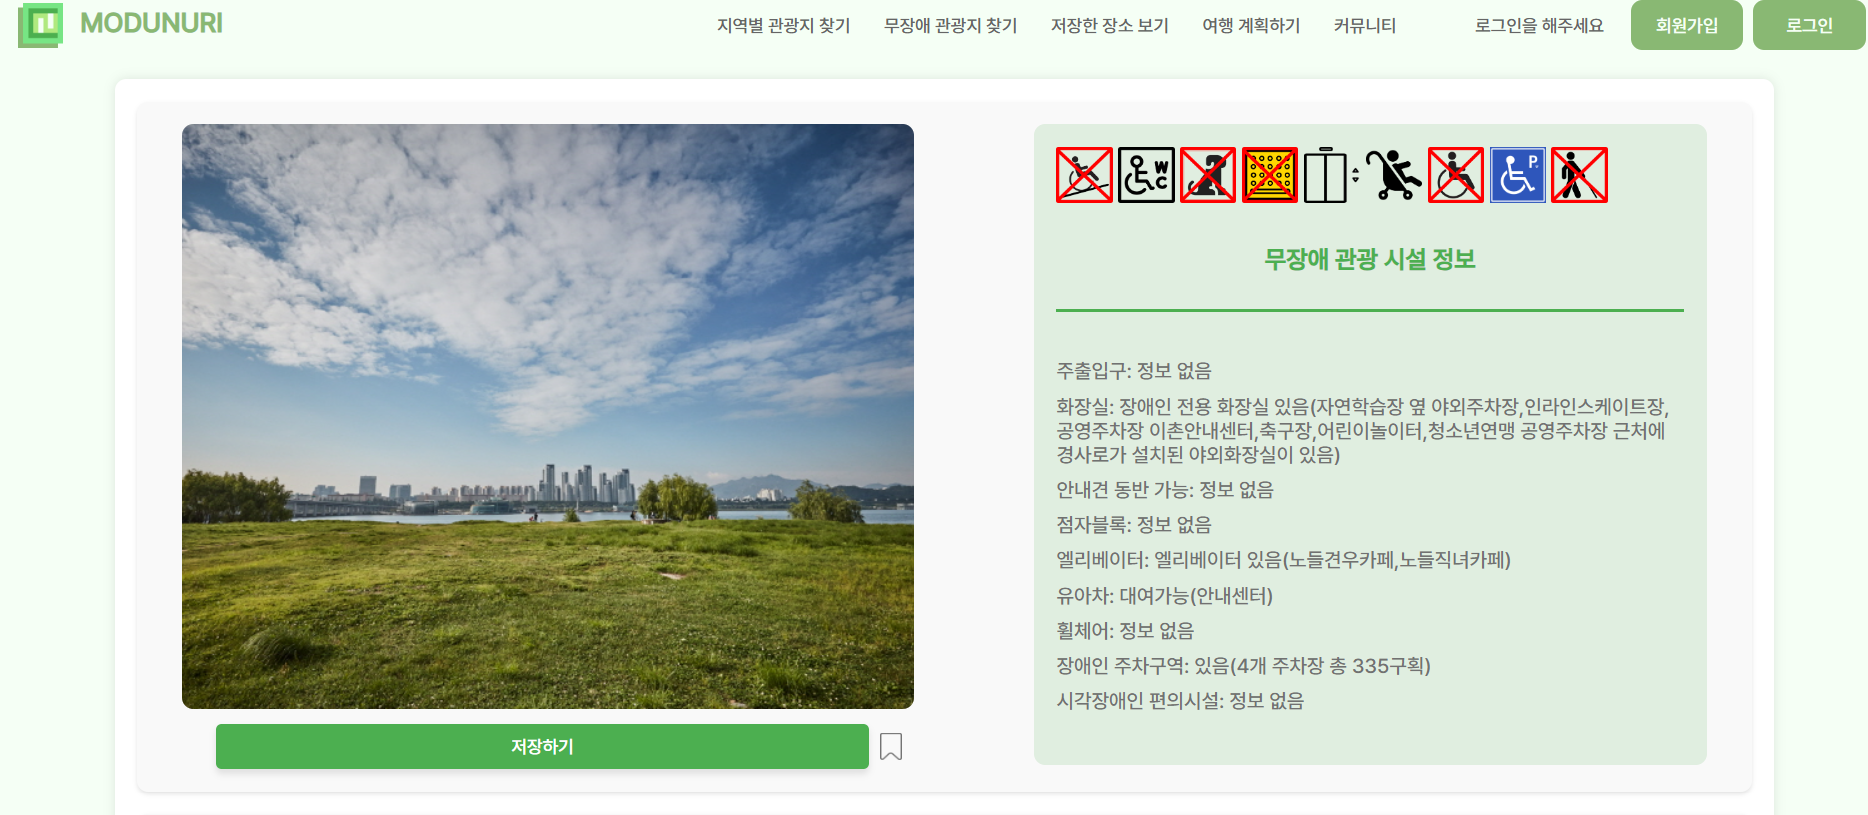 MODUNURI
지역별 관광지 찾기 무장애 관광지 찾기 저장한 장소 보기 여행 계획하기 커뮤니티 로그인을 해주세요 회원가입 로그인
WC
P
무장애 관광 시설 정보
주출입구: 정보 없음
화장실: 장애인 전용 화장실 있음(자연학습장 옆 야외주차장,인라인스케이트장,
공영주차장 이촌안내센터,축구장,어린이놀이터,청소년연맹 공영주차장 근처에
경사로가 설치된 야외화장실이 있음)
안내견 동반 가능: 정보 없음
점자블록: 정보 없음
엘리베이터: 엘리베이터 있음(노들견우카페,노들직녀카페)
유아차: 대여가능(안내센터)
휠체어: 정보 없음
장애인 주차구역: 있음(4개 주차장 총 335구획)
시각장애인 편의시설: 정보 없음
저장하기